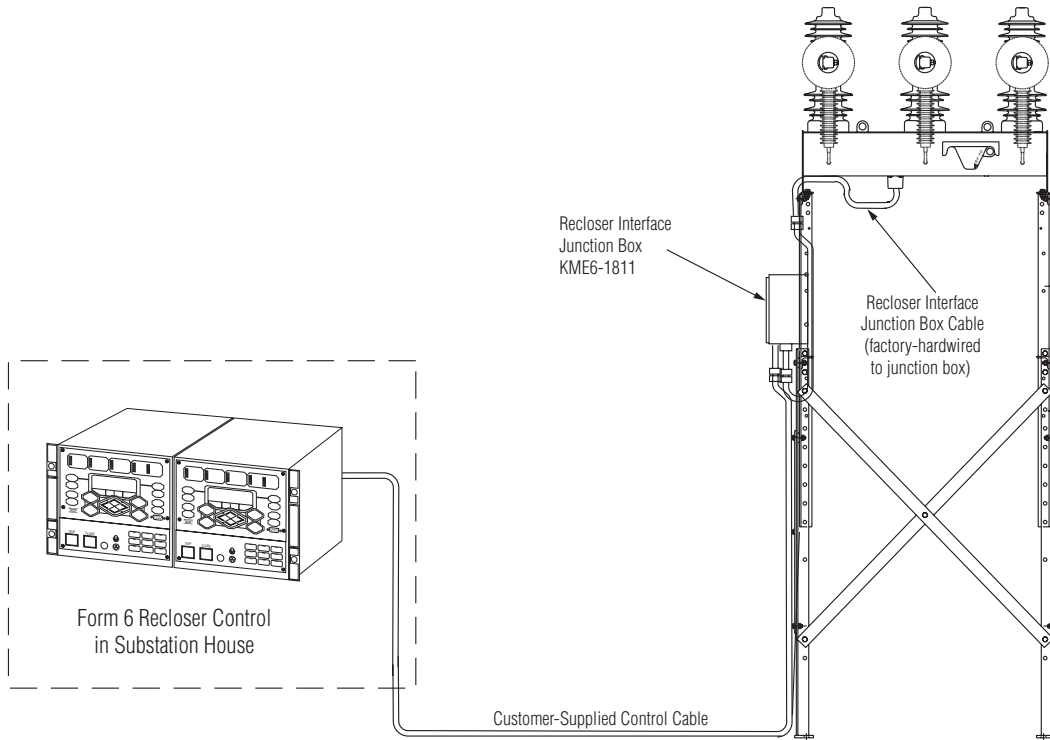 Recloser Interface
Junction Box
KME6-1811
Recloser Interface
Junction Box Cable
(factory-hardwired
to junction box)
Form 6 Recloser Control
in Substation House
Customer-Supplied Control Cable